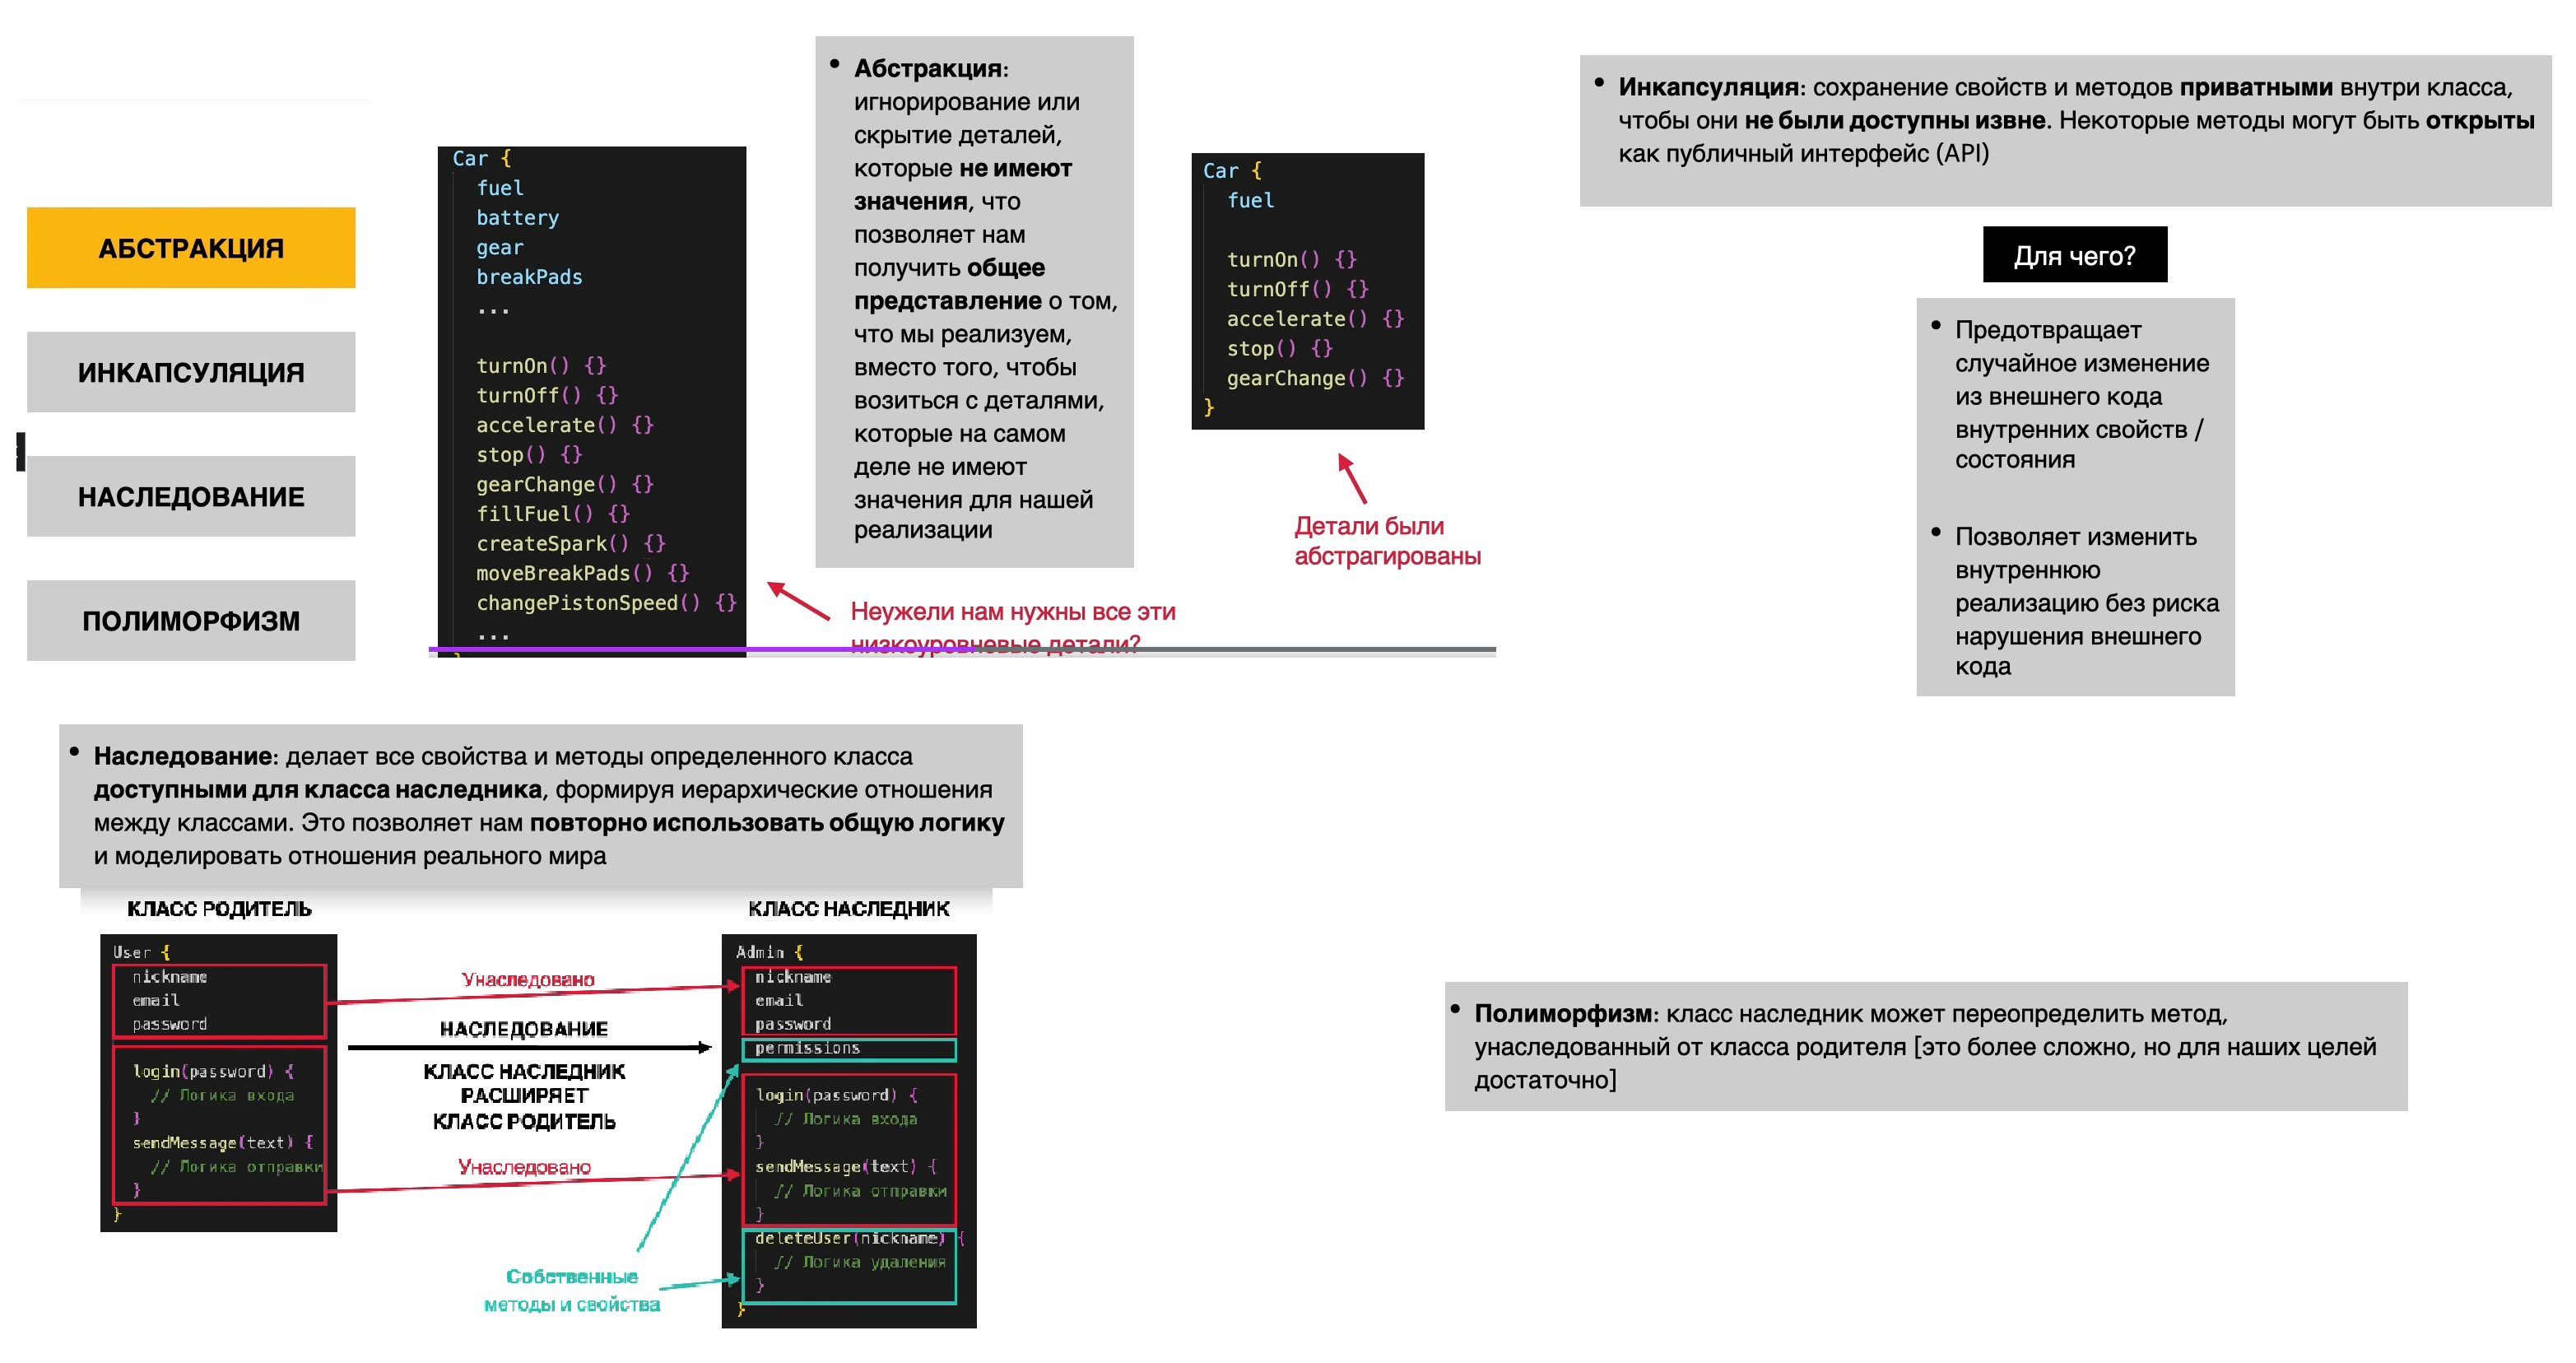 АБСТРАКЦИЯ
ИНКАПСУЛЯЦИЯ
НАСЛЕДОВАНИЕ
ПОЛИМОРФИЗМ
Car {
fuel
battery
gear
breakPads
...
turnOn() {}
turnOff() {}
accelerate() {}
stop() {}
gearChange() {}
fillFuel() {}
createSpark() {}
moveBreakPads() {}
changePistonSpeed() {}
...
• Абстракция:
игнорирование или
скрытие деталей,
которые не имеют
значения, что
позволяет нам
получить общее
представление о том,
что мы реализуем,
вместо того, чтобы
возиться с деталями,
которые на самом
деле не имеют
значения для нашей
реализации
Неужели нам нужны все эти
низкоуровневые детали?
Car {
fuel
turnOn() {}
turnOff() {}
accelerate() {}
stop() {}
gearChange() {}
}
Детали были
абстрагированы
• Инкапсуляция: сохранение свойств и методов приватными внутри класса,
чтобы они не были доступны извне. Некоторые методы могут быть открыты
как публичный интерфейс (API)
Для чего?
• Предотвращает
случайное изменение
из внешнего кода
внутренних свойств /
состояния
• Позволяет изменить
внутреннюю
реализацию без риска
нарушения внешнего
кода
• Наследование: делает все свойства и методы определенного класса
доступными для класса наследника, формируя иерархические отношения
между классами. Это позволяет нам повторно использовать общую логику
и моделировать отношения реального мира
КЛАСС РОДИТЕЛЬ
User {
nickname
email
password
login(password) {
// Логика входа
}
sendMessage(text) {
// Логика отправки
}
}
Унаследовано
НАСЛЕДОВАНИЕ
КЛАСС НАСЛЕДНИК
РАСШИРЯЕТ
КЛАСС РОДИТЕЛЬ
Унаследовано
Собственные
методы и свойства
КЛАСС НАСЛЕДНИК
Admin {
nickname
email
password
permissions
login(password) {
// Логика входа
}
sendMessage(text) {
// Логика отправки
}
deleteUser(nickname) {
// Логика удаления
}
}
• Полиморфизм: класс наследник может переопределить метод,
унаследованный от класса родителя [это более сложно, но для наших целей
достаточно]